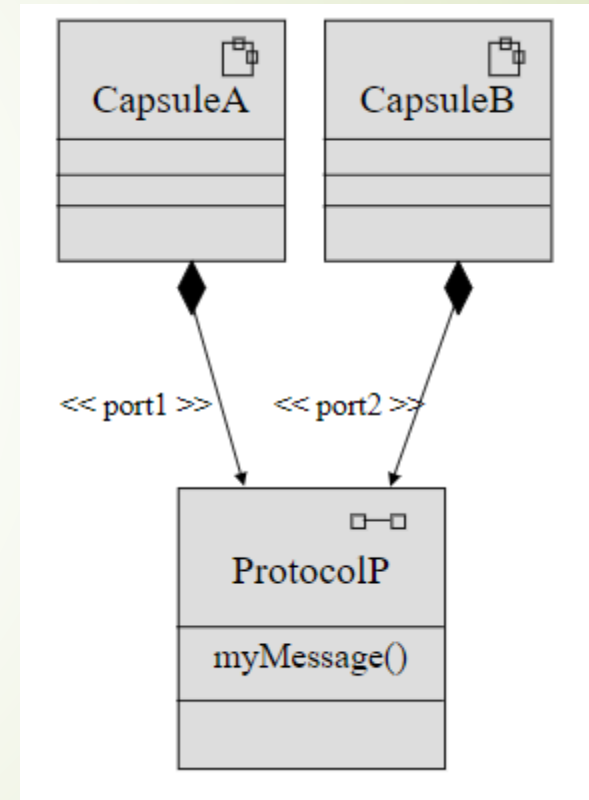 CapsuleA
CapsuleB
<< port1 >>
<< port2 >>
ProtocolP
myMessage()